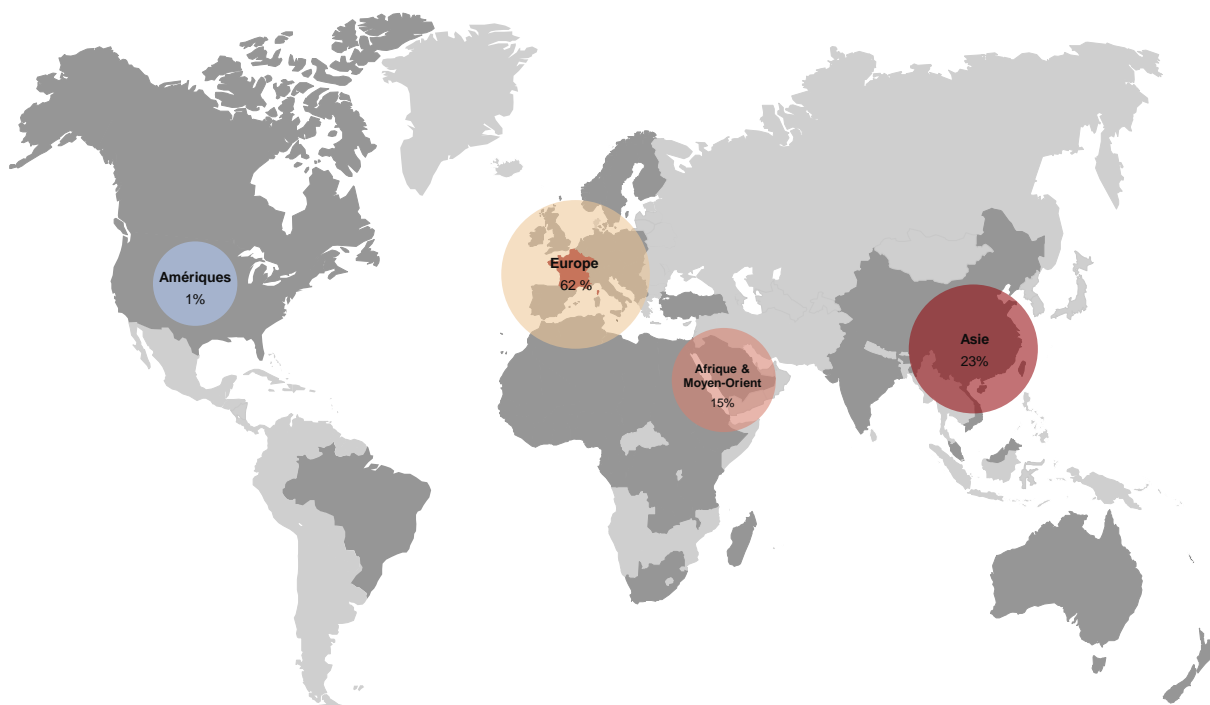 Amériques
1%
Europe
62 %
Afrique &
Moyen-Orient
15%
Asie
23%